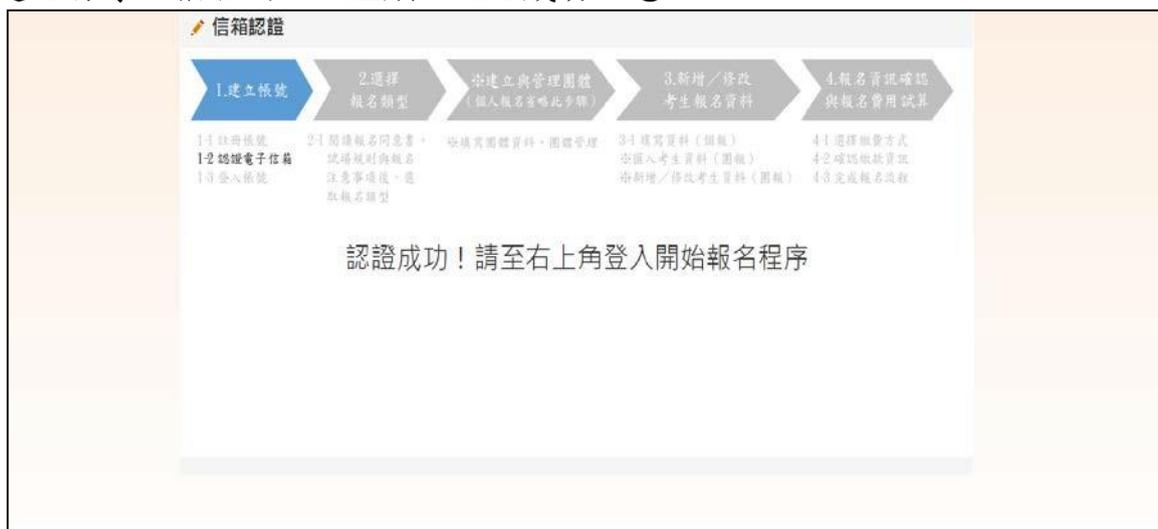 信箱認證
1.建立帳號
2.選擇
報名類型
※建立與管理團體
(個人報名省略此步驟)
3.新增／修改
考生報名資料
4.報名資訊確認
與報名費用試算
1-1 註冊帳號
1-2 認證電子信箱
1-3 登入帳號
2-1 閱讀報名同意書、
試場規則與報名
注意事項後，選
取報名類型
※填寫團體資料、團體管理
3-1 填寫資料（個報）
※匯入考生資料（團報）
※新增／修改考生資料（團報）
4-1 選擇繳費方式
4-2 確認繳款資訊
4-3 完成報名流程
認證成功！請至右上角登入開始報名程序